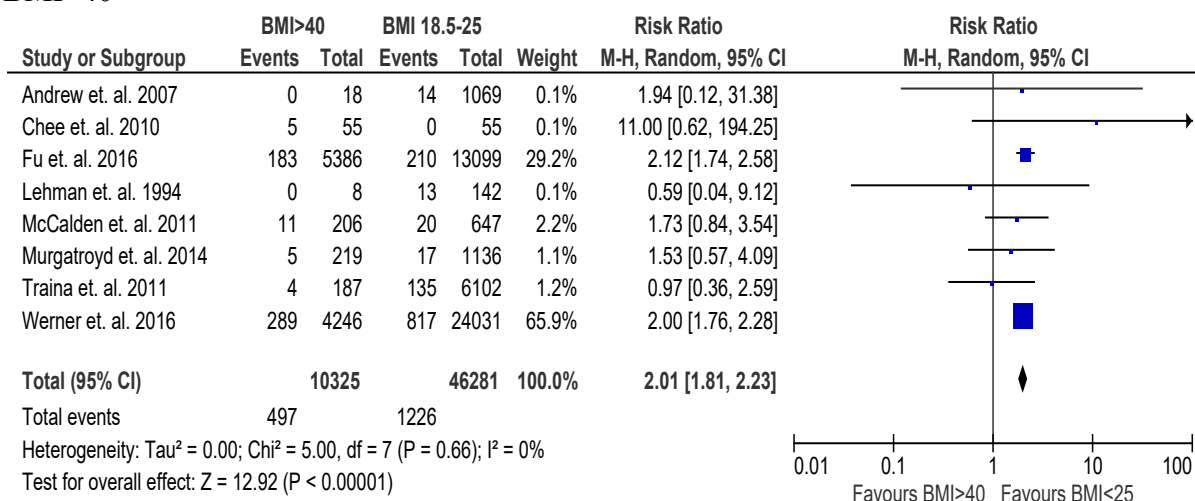 BMI>40
BMI>40 BMI 18.5-25 Risk Ratio Risk Ratio
Study or Subgroup Events Total Events Total Weight M-H, Random, 95% CI M-H, Random, 95% CI
Andrew et. al. 2007 0 18 14 1069 0.1% 1.94 [0.12, 31.38]
Chee et. al. 2010 5 55 0 55 0.1% 11.00 [0.62, 194.25]
Fu et. al. 2016 183 5386 210 13099 29.2% 2.12 [1.74, 2.58]
Lehman et. al. 1994 0 8 13 142 0.1% 0.59 [0.04, 9.12]
McCalden et. al. 2011 11 206 20 647 2.2% 1.73 [0.84, 3.54]
Murgatroyd et. al. 2014 5 219 17 1136 1.1% 1.53 [0.57, 4.09]
Traina et. al. 2011 4 187 135 6102 1.2% 0.97 [0.36, 2.59]
Werner et. al. 2016 289 4246 817 24031 65.9% 2.00 [1.76, 2.28]
Total (95% CI) 10325 46281 100.0% 2.01 [1.81, 2.23]
Total events 497 1226
Heterogeneity: Tau² = 0.00; Chi² = 5.00, df = 7 (P = 0.66); I² = 0%
Test for overall effect: Z = 12.92 (P < 0.00001)
0.01 0.1 1 10 100
Favours BMI>40 Favours BMI<25